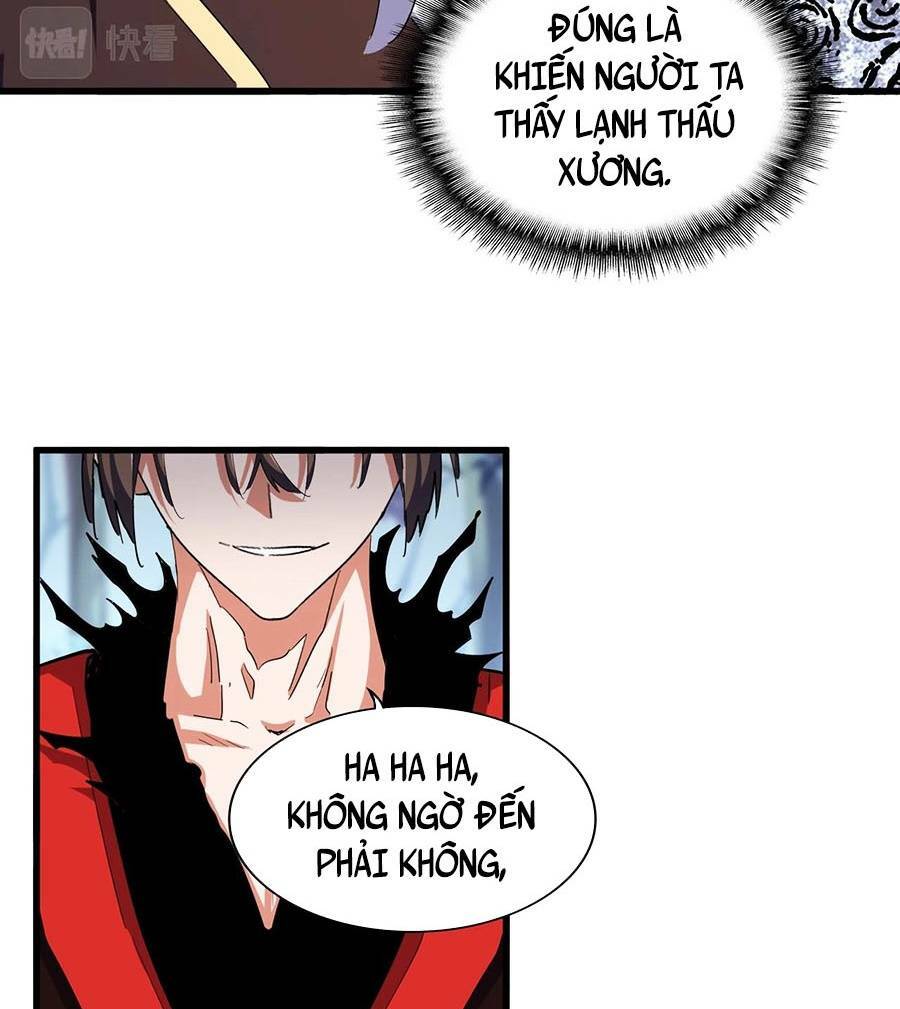 快看! 快看
ĐÚNG LÀ
KHIẾN NGƯỜI TA
THẤY LẠNH THẤU
XƯƠNG.
HA HA HA,
KHÔNG NGỜ ĐẾN
PHẢI KHÔNG,